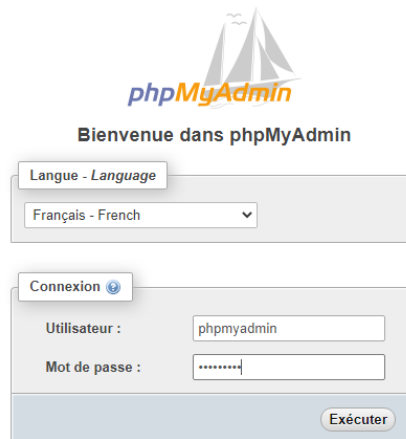 phpMyAdmin
Bienvenue dans phpMyAdmin
Langue - Language
Français - French
Connexion
Utilisateur :
phpmyadmin
Mot de passe :
•••••••••
Exécuter